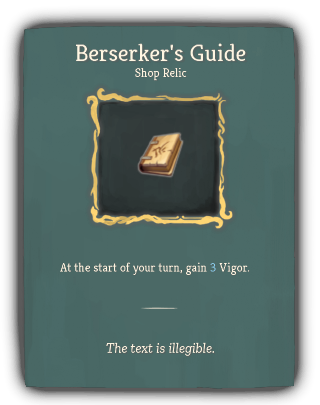 Berserker's Guide
Shop Relic
At the start of your turn, gain 3 Vigor.
The text is illegible.